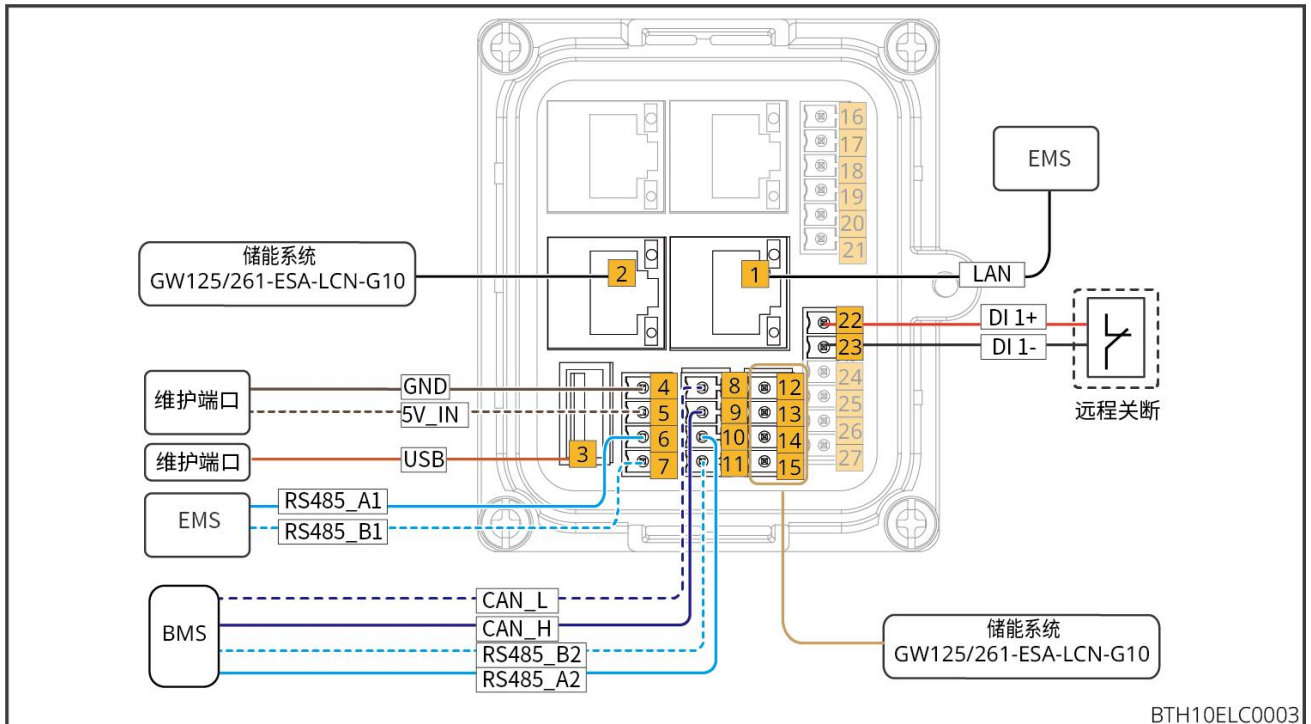 16
17
18
19
20
21
EMS
储能系统
GW125/261-ESA-LCN-G10
2
1
LAN
22
DI 1+
23
DI 1-
24
25
26
27
远程关断
维护端口
GND
5V_IN
4
5
6
7
8
9
10
11
12
13
14
15
维护端口
USB
3
EMS
RS485_A1
RS485_B1
BMS
CAN_L
CAN_H
RS485_B2
RS485_A2
储能系统
GW125/261-ESA-LCN-G10
BTH10ELC0003